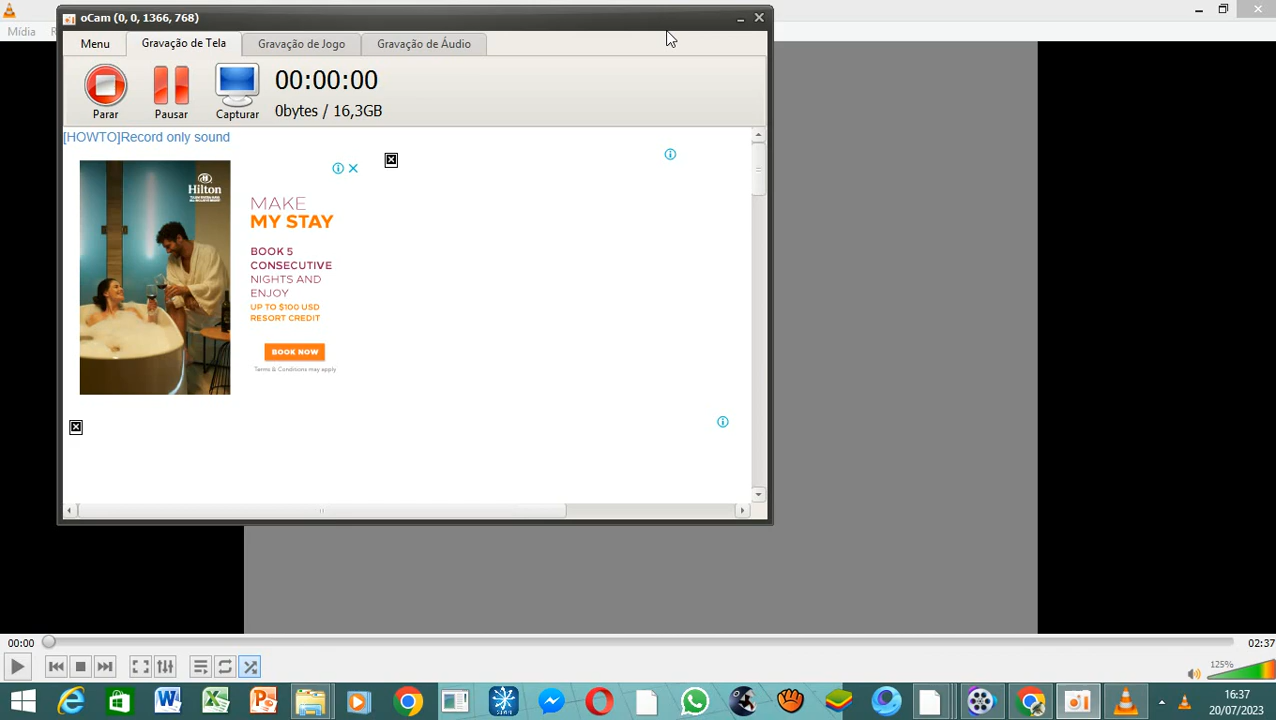 oCam (0, 0, 1366, 768)
Mídia
Menu
Gravação de Tela
Gravação de Jogo
Gravação de Áudio
00:00:00
0bytes / 16,3GB
Parar
Pausar
Capturar
[HOWTO]Record only sound
Hilton
MAKE
MY STAY
BOOK 5
CONSECUTIVE
NIGHTS AND
ENJOY
UP TO $100 USD
RESORT CREDIT
BOOK NOW
Terms & Conditions may apply
00:00
02:37
125%
16:37
20/07/2023